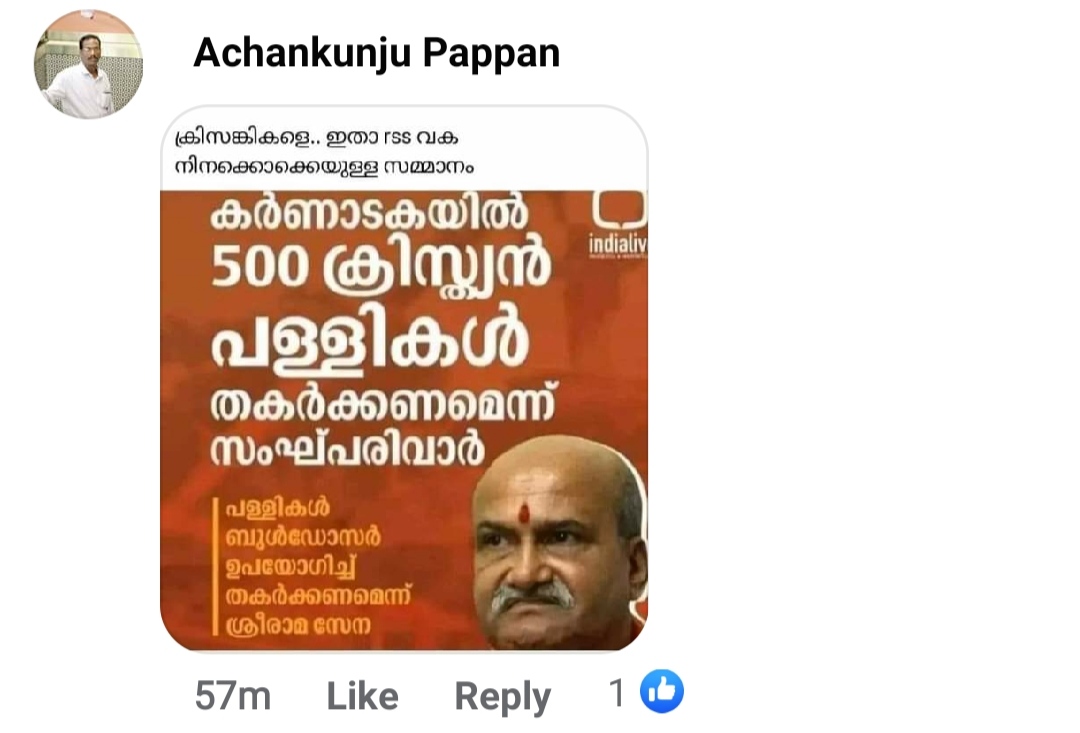 Achankunju Pappan
ക്രിസങ്കികളെ.. ഇതാ rss വക
നിനക്കൊക്കെയുള്ള സമ്മാനം
കർണാടകയിൽ
500 ക്രിസ്ത്യൻ
പള്ളികൾ
തകർക്കണമെന്ന്
സംഘ്പരിവാർ
indialiv
പള്ളികൾ
ബുൾഡോസർ
ഉപയോഗിച്ച്
തകർക്കണമെന്ന്
ശ്രീരാമ സേന
57m Like Reply 1